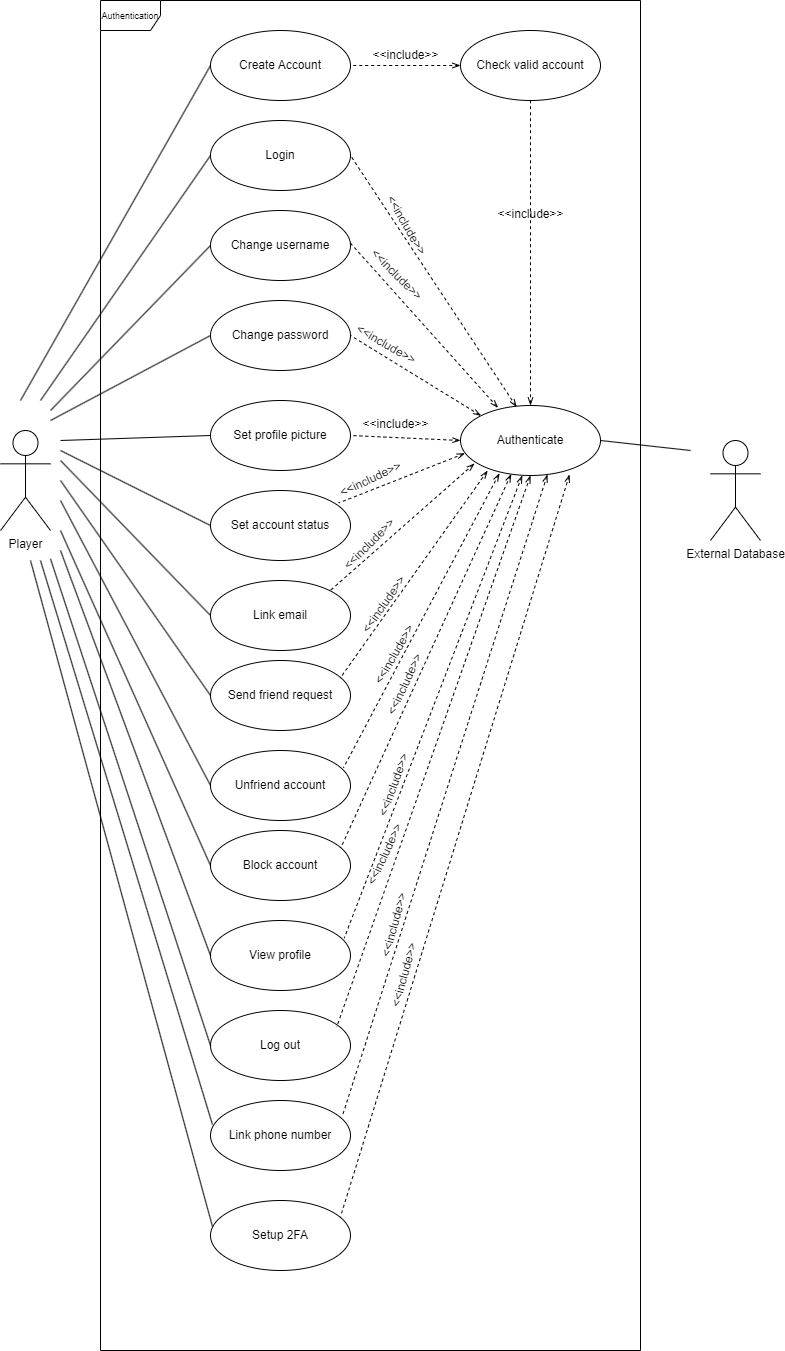 Authentication
Create Account
<<include>>
Check valid account
Login
<<include>>
<<include>>
Change username
<<include>>
Change password
<<include>>
Set profile picture
<<include>>
Authenticate
Set account status
<<include>>
Player
External Database
Link email
<<include>>
Send friend request
<<include>>
Unfriend account
<<include>>
Block account
<<include>>
View profile
<<include>>
Log out
<<include>>
Link phone number
<<include>>
Setup 2FA
<<include>>